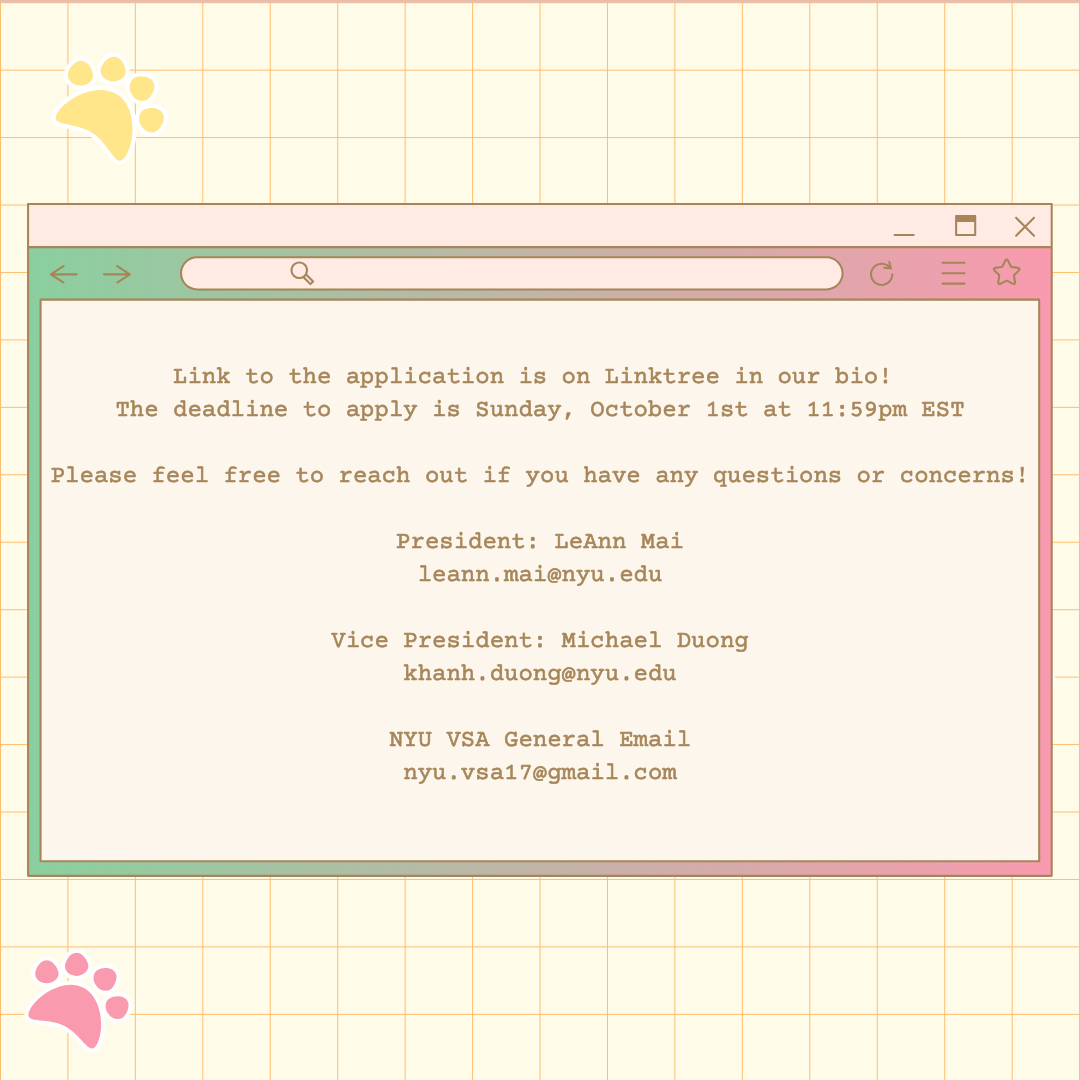 Link to the application is on Linktree in our bio!
The deadline to apply is Sunday, October 1st at 11:59pm EST
Please feel free to reach out if you have any questions or concerns!
President: LeAnn Mai
leann.mai@nyu.edu
Vice President: Michael Duong
khanh.duong@nyu.edu
NYU VSA General Email
nyu.vsa17@gmail.com